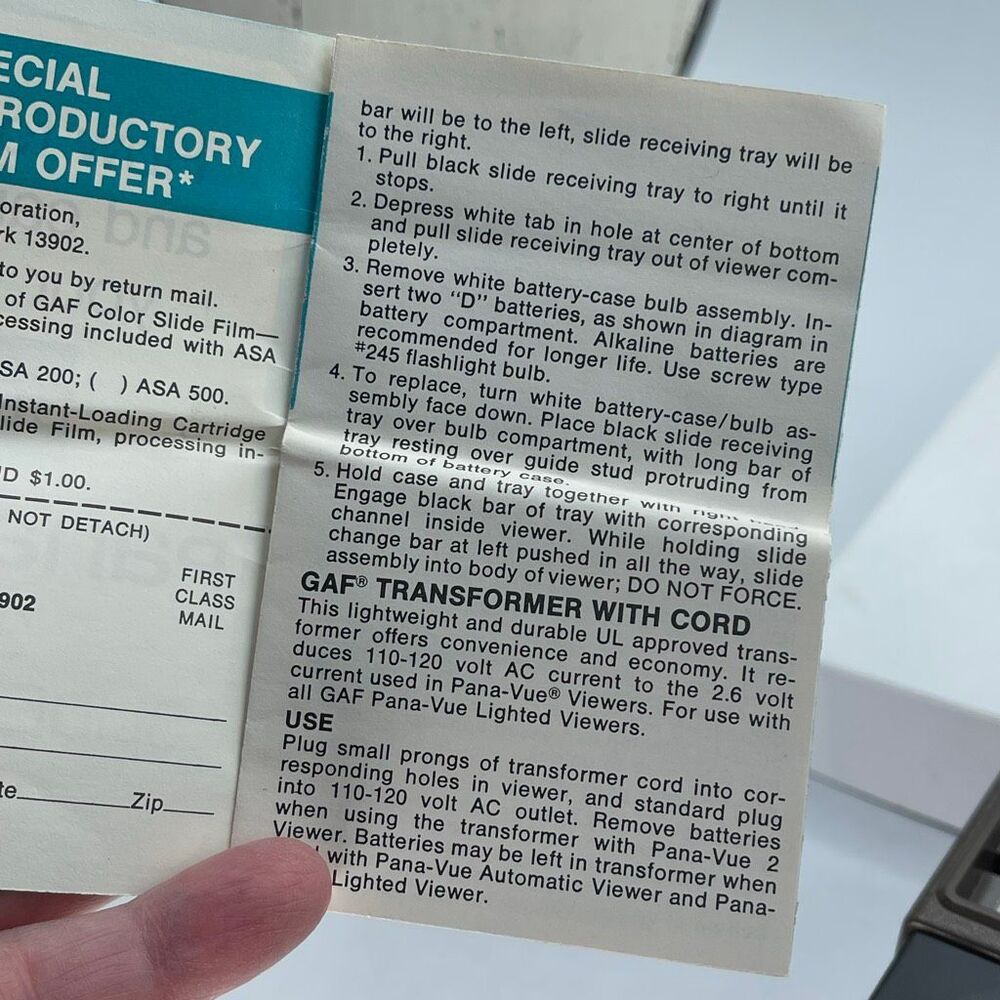 ECIAL
RODUCTORY
M OFFER*
oration,
rk 13902.
to you by return mail.
of GAF Color Slide Film—
cessing included with ASA
SA 200; ( ) ASA 500.
Instant-Loading Cartridge
lide Film, processing in-
D $1.00.
NOT DETACH)
902
FIRST
CLASS
MAIL
te
Zip
bar will be to the left, slide receiving tray will be
to the right.
1. Pull black slide receiving tray to right until it
stops.
2. Depress white tab in hole at center of bottom
and pull slide receiving tray out of viewer com-
pletely.
3. Remove white battery-case bulb assembly. In-
sert two "D" batteries, as shown in diagram in
battery compartment. Alkaline batteries are
recommended for longer life. Use screw type
#245 flashlight bulb.
4. To replace, turn white battery-case/bulb as-
sembly face down. Place black slide receiving
tray over bulb compartment, with long bar of
tray resting over guide stud protruding from
bottom of battery case.
5. Hold case and tray together with right
Engage black bar of tray with corresponding
channel inside viewer. While holding slide
change bar at left pushed in all the way, slide
assembly into body of viewer; DO NOT FORCE.
GAF® TRANSFORMER WITH CORD
This lightweight and durable UL approved trans-
former offers convenience and economy. It re-
duces 110-120 volt AC current to the 2.6 volt
current used in Pana-Vue® Viewers. For use with
all GAF Pana-Vue Lighted Viewers.
USE
Plug small prongs of transformer cord into cor-
responding holes in viewer, and standard plug
into 110-120 volt AC outlet. Remove batteries
when using the transformer with Pana-Vue 2
Viewer. Batteries may be left in transformer when
with Pana-Vue Automatic Viewer and Pana-
Lighted Viewer.